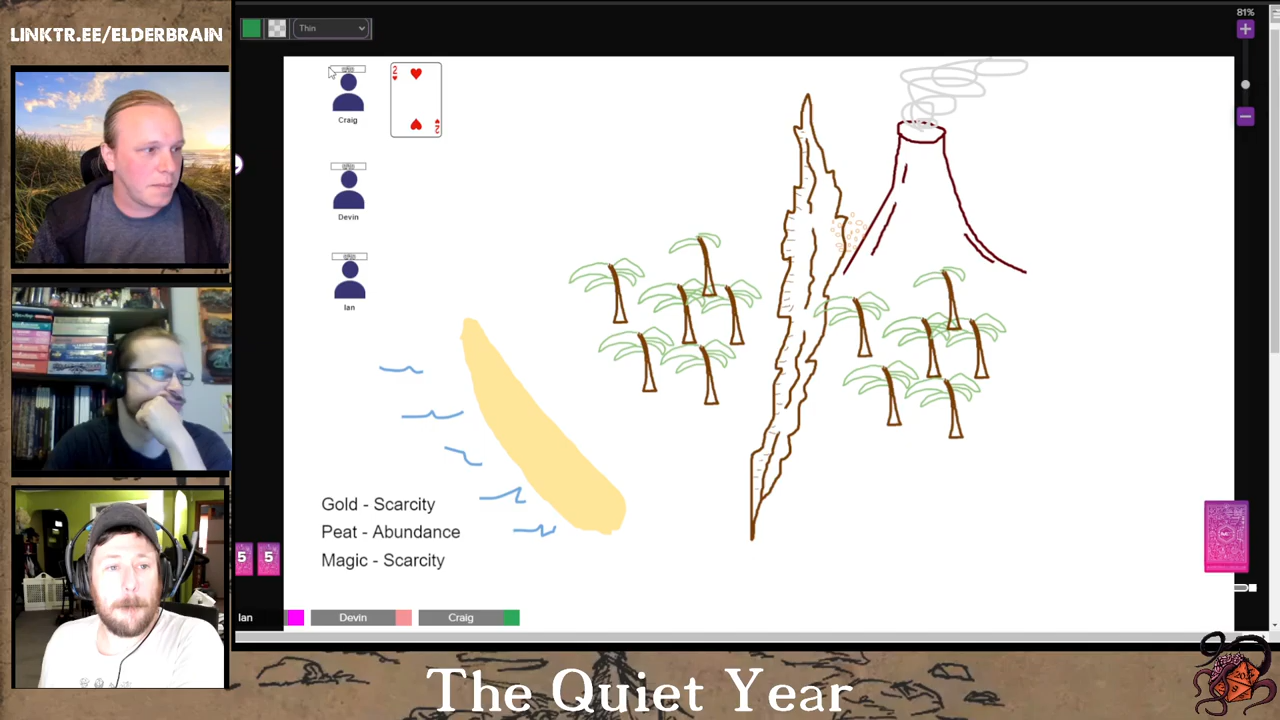 LINKTR.EE/ELDERBRAIN
Thin
81%
Craig
2
2
Devin
Ian
Gold - Scarcity
Peat - Abundance
Magic - Scarcity
5 5
Ian Devin Craig
The Quiet Year